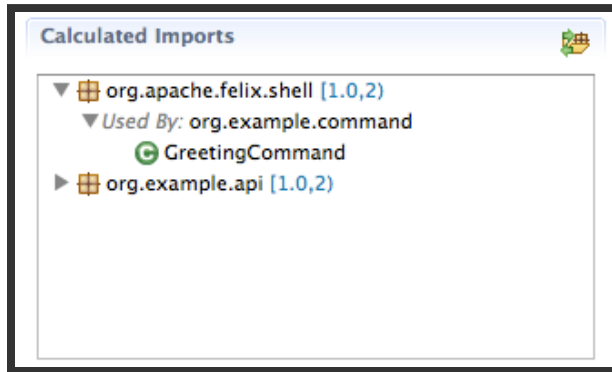 Calculated Imports
org.apache.felix.shell [1.0,2)
Used By: org.example.command
GreetingCommand
org.example.api [1.0,2)